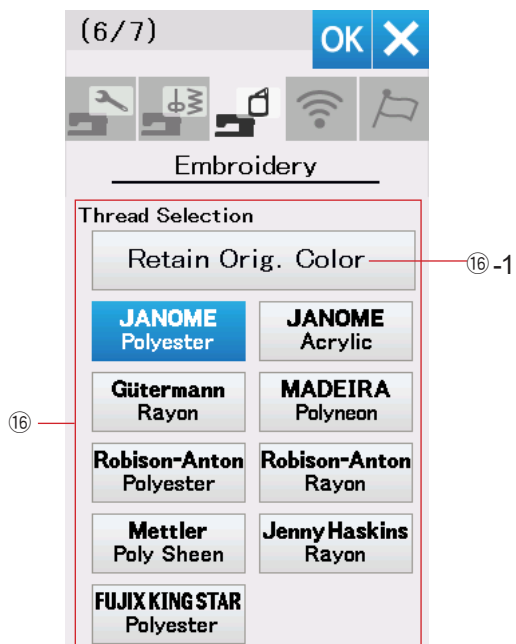 (6/7)
OK
Embroidery
Thread Selection
Retain Orig. Color
⑯-1
JANOME
Polyester
JANOME
Acrylic
Gütermann
Rayon
MADEIRA
Polyneon
⑯
Robison-Anton
Polyester
Robison-Anton
Rayon
Mettler
Poly Sheen
Jenny Haskins
Rayon
FUJIX KING STAR
Polyester